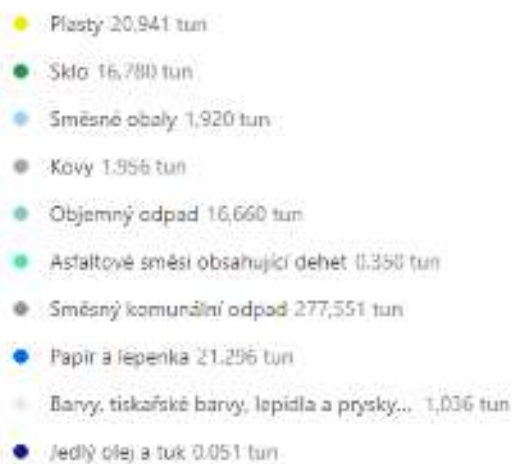 Plasty 20,941 tun
Sklo 16,780 tun
Směsné obaly 1,920 tun
Kovy 1.956 tun
Objemný odpad 16,660 tun
Asfaltové směsi obsahující dehet 0.350 tun
Směsný komunální odpad 277,551 tun
Papír a lepenka 21.296 tun
Barvy, tiskařské barvy, lepidla a prysky... 1,036 tun
Jedlý olej a tuk 0.051 tun